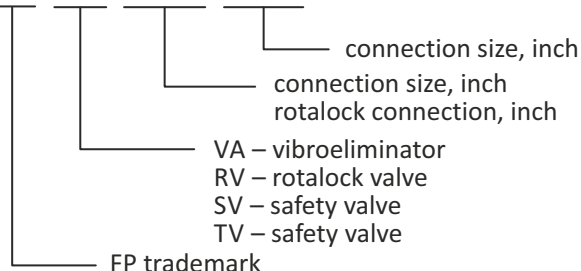 connection size, inch
connection size, inch
rotalock connection, inch
VA – vibroeliminator
RV – rotalock valve
SV – safety valve
TV – safety valve
FP trademark